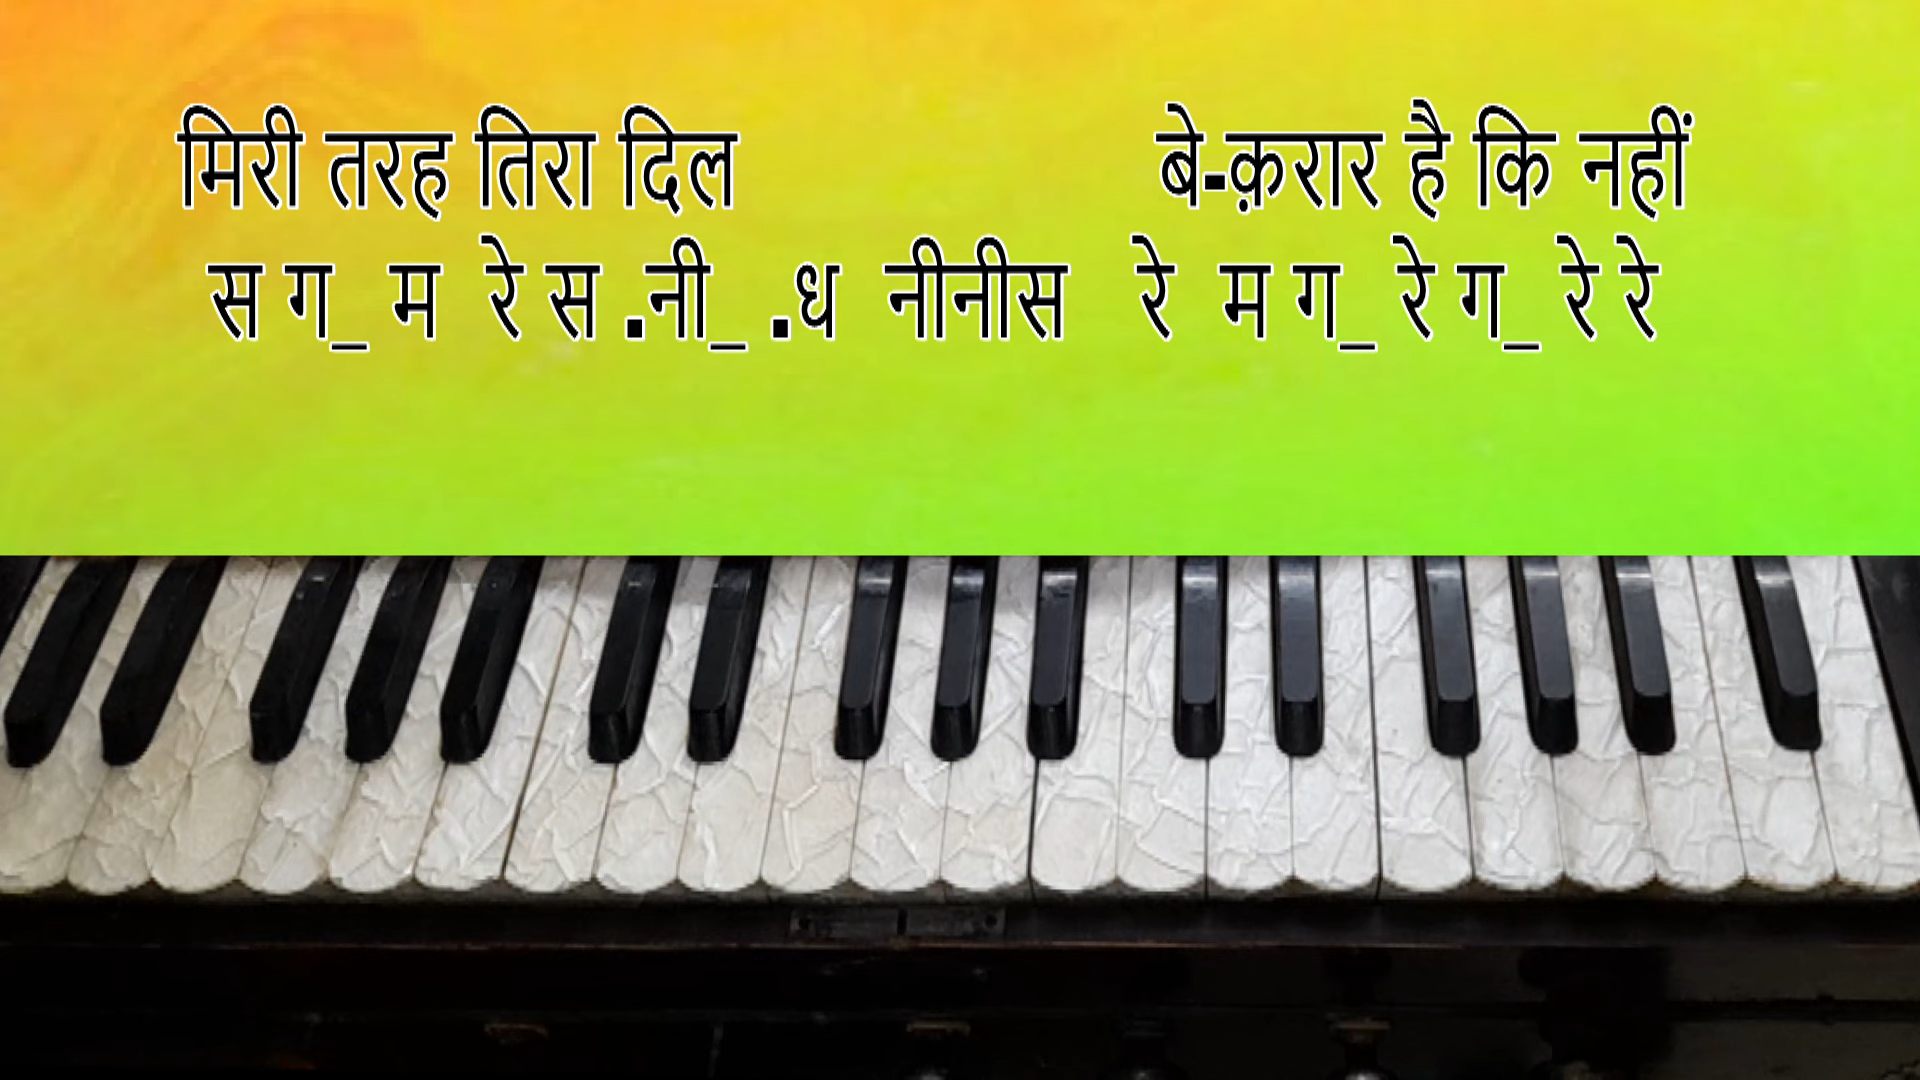 मिरी तरह तिरा दिल बे-क़रार है कि नहीं
स ग_ म रे स .नी_ .ध नीनीस रे म ग_ रे ग_ रे रे